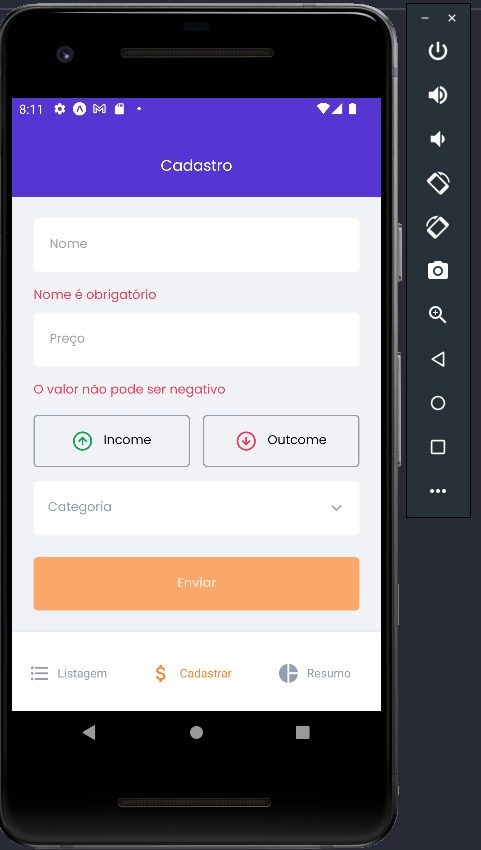 8:11
Cadastro
Nome
Nome é obrigatório
Preço
O valor não pode ser negativo
Income
Outcome
Categoria
Enviar
Listagem
Cadastrar
Resumo